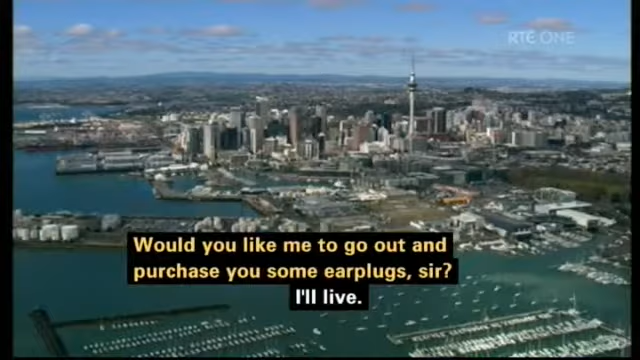 RTÉ ONE
Would you like me to go out and
purchase you some earplugs, sir?
I'll live.